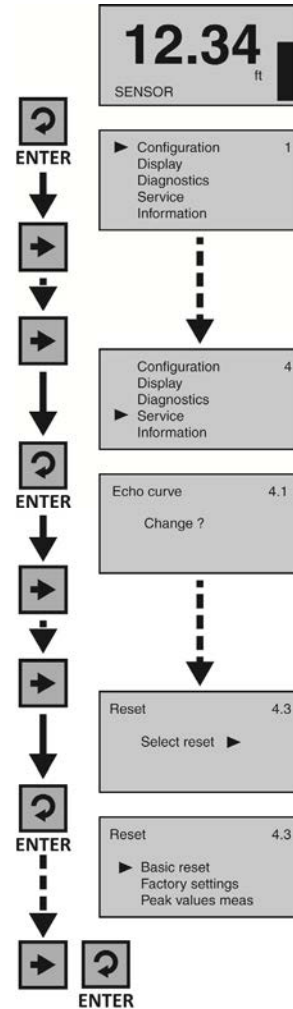 12.34
ft
SENSOR
ENTER
Configuration 1
Display
Diagnostics
Service
Information
Configuration 4
Display
Diagnostics
Service
Information
ENTER
Echo curve 4.1
Change ?
Reset 4.3
Select reset
ENTER
Reset 4.3
Basic reset
Factory settings
Peak values meas
ENTER